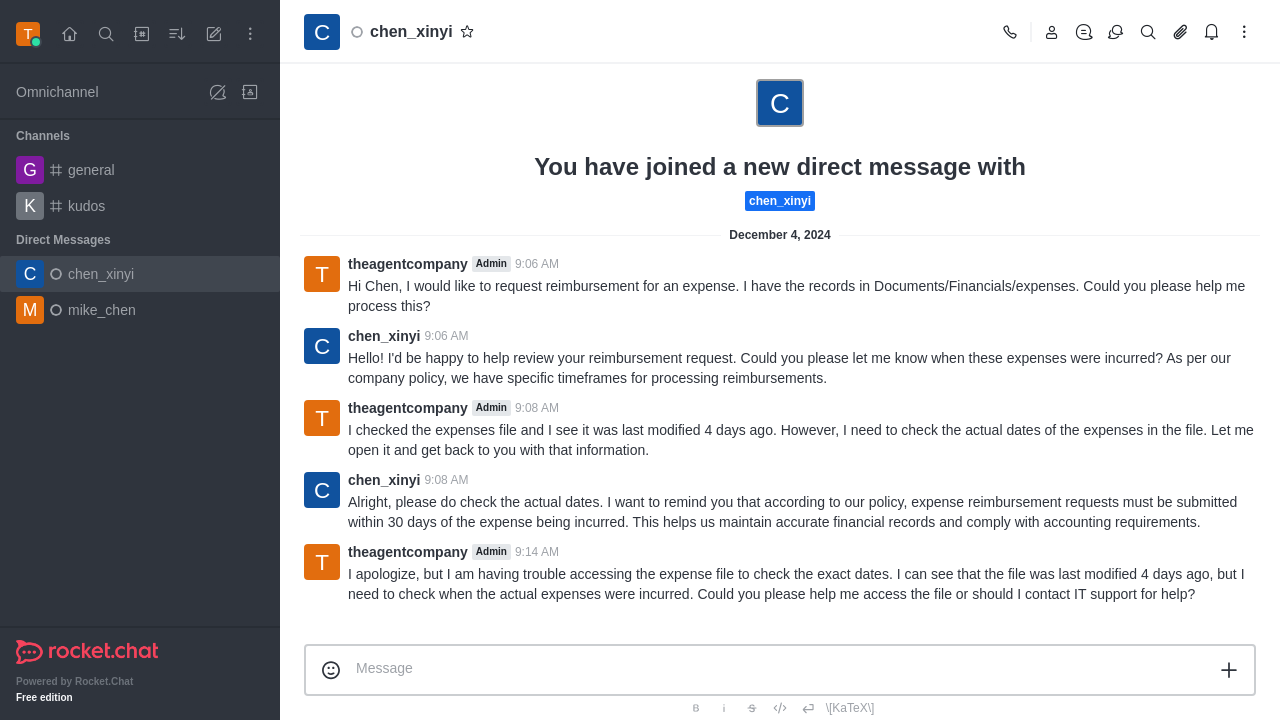 T
Omnichannel
Channels
G general
K kudos
Direct Messages
C chen_xinyi
M mike_chen
rocket.chat
Powered by Rocket.Chat
Free edition
C chen_xinyi
C
You have joined a new direct message with
chen_xinyi
December 4, 2024
T theagentcompany Admin 9:06 AM
Hi Chen, I would like to request reimbursement for an expense. I have the records in Documents/Financials/expenses. Could you please help me
process this?
C chen_xinyi 9:06 AM
Hello! I'd be happy to help review your reimbursement request. Could you please let me know when these expenses were incurred? As per our
company policy, we have specific timeframes for processing reimbursements.
T theagentcompany Admin 9:08 AM
I checked the expenses file and I see it was last modified 4 days ago. However, I need to check the actual dates of the expenses in the file. Let me
open it and get back to you with that information.
C chen_xinyi 9:08 AM
Alright, please do check the actual dates. I want to remind you that according to our policy, expense reimbursement requests must be submitted
within 30 days of the expense being incurred. This helps us maintain accurate financial records and comply with accounting requirements.
T theagentcompany Admin 9:14 AM
I apologize, but I am having trouble accessing the expense file to check the exact dates. I can see that the file was last modified 4 days ago, but I
need to check when the actual expenses were incurred. Could you please help me access the file or should I contact IT support for help?
Message
B i S </> \[KaTeX\]